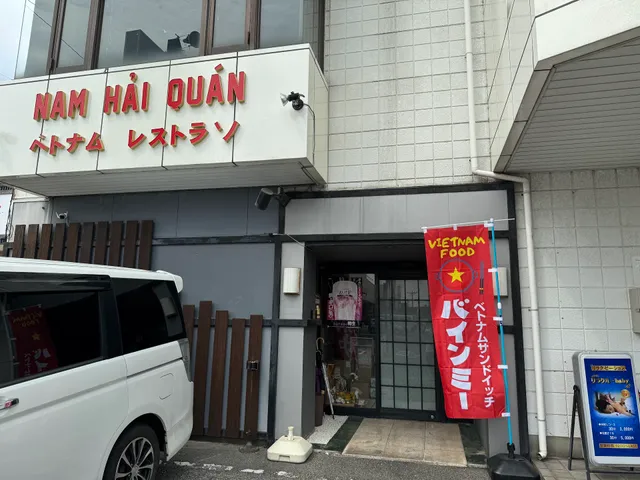 NAM HẢI QUÁN
ベトナム レストラソ
VIETNAM
FOOD
ベトナムサンドイッチ
バインミー